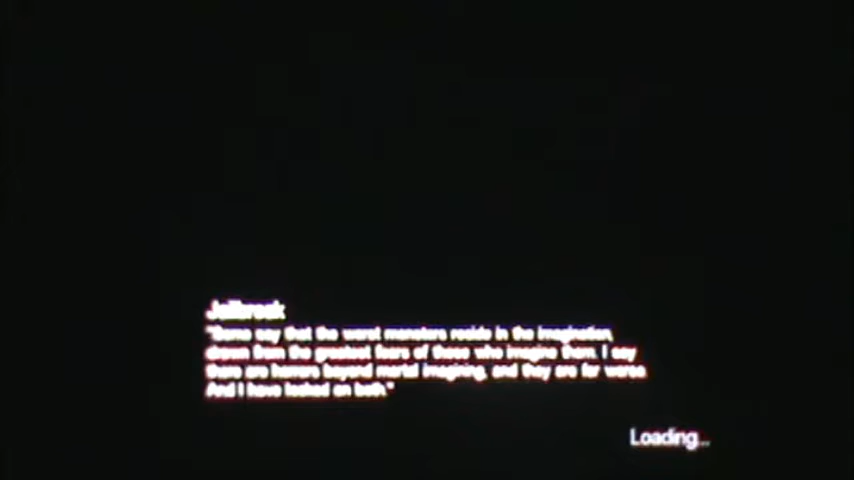 Jailbreak
"Some say that the worst monsters reside in the imagination,
drawn from the greatest fears of those who imagine them. I say
there are horrors beyond mortal imagining, and they are far worse.
And I have looked on both."
Loading...